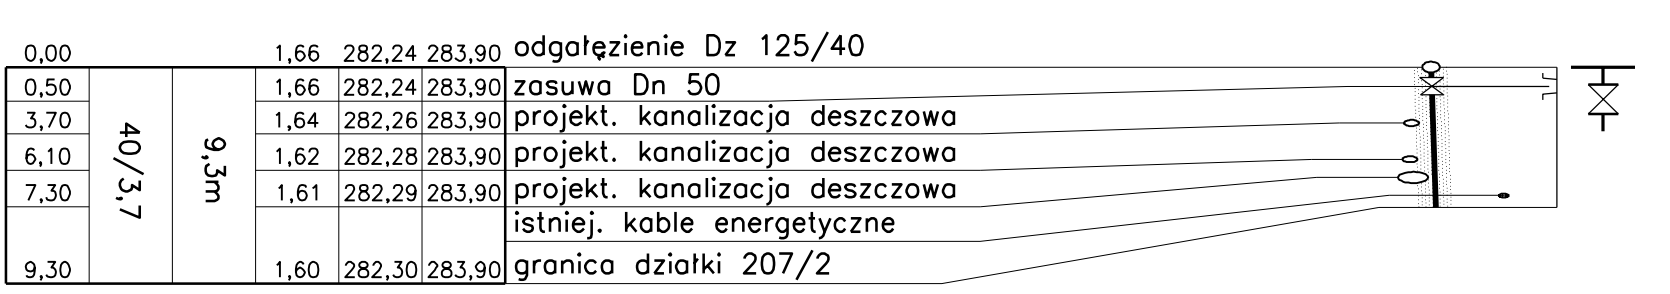 0,00 1,66 282,24 283,90 odgałęzienie Dz 125/40
0,50 1,66 282,24 283,90 zasuwa Dn 50
3,70 1,64 282,26 283,90 projekt. kanalizacja deszczowa
6,10 1,62 282,28 283,90 projekt. kanalizacja deszczowa
7,30 1,61 282,29 283,90 projekt. kanalizacja deszczowa
istniej. kable energetyczne
9,30 1,60 282,30 283,90 granica działki 207/2
40/3,7
9,3m